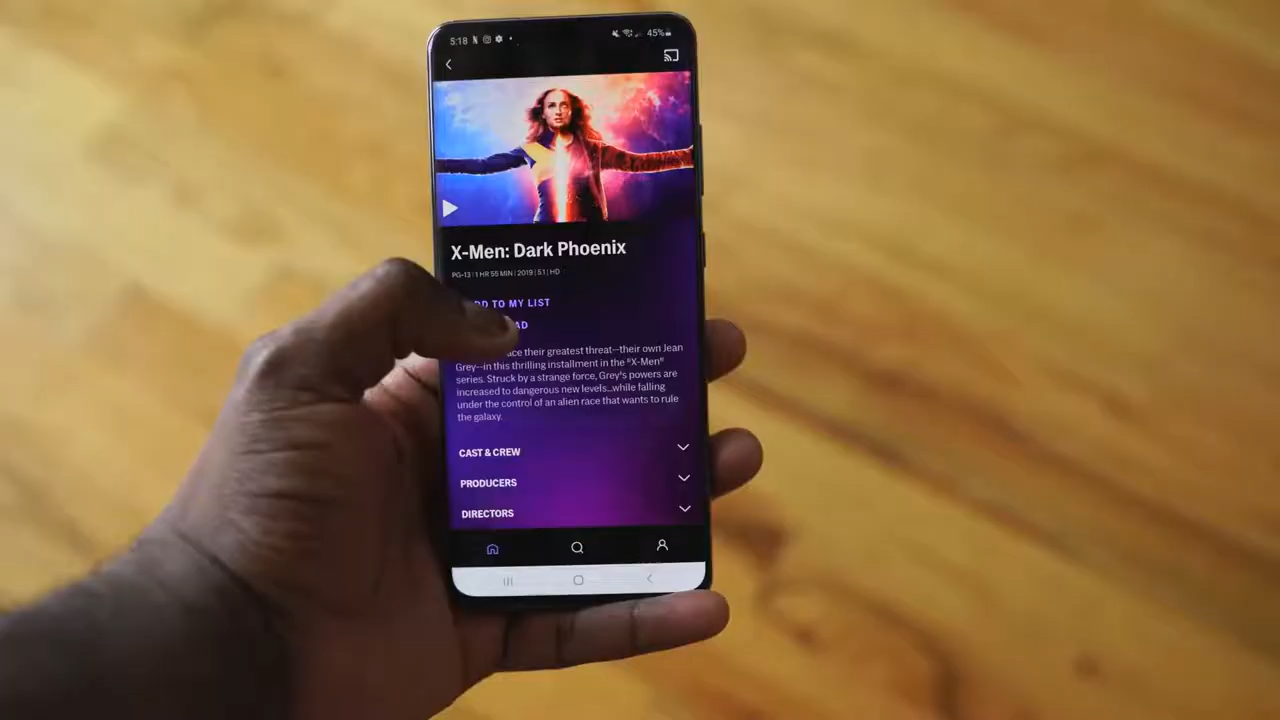 5:18
45%
X-Men: Dark Phoenix
PG-13 | 1 HR 55 MIN | 2019 | 5.1 | HD
DD TO MY LIST
AD
ce their greatest threat--their own Jean
Grey--in this thrilling installment in the "X-Men"
series. Struck by a strange force, Grey's powers are
increased to dangerous new levels...while falling
under the control of an alien race that wants to rule
the galaxy.
CAST & CREW
PRODUCERS
DIRECTORS